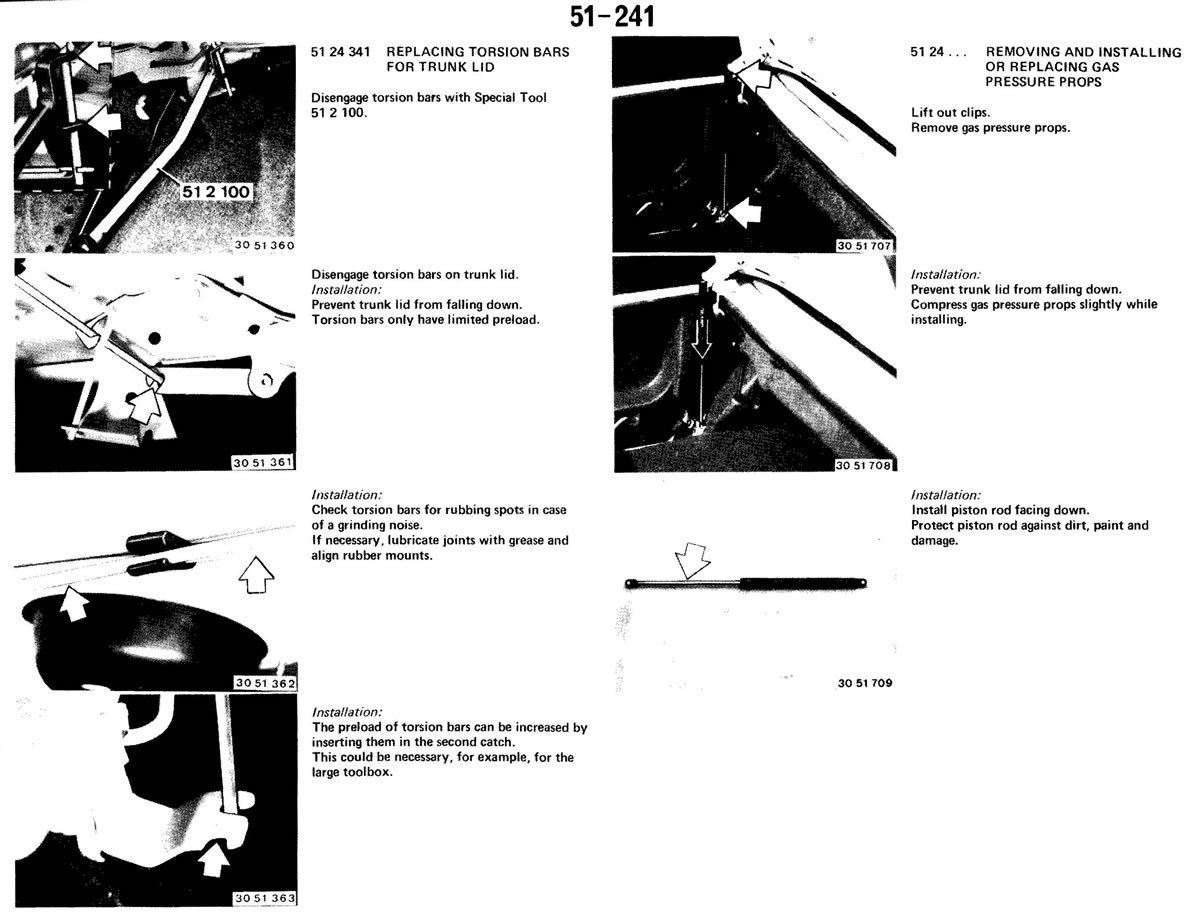 51-241
51 24 341 REPLACING TORSION BARS
FOR TRUNK LID
Disengage torsion bars with Special Tool
51 2 100.
51 2 100
30 51 360
Disengage torsion bars on trunk lid.
Installation:
Prevent trunk lid from falling down.
Torsion bars only have limited preload.
30 51 361
Installation:
Check torsion bars for rubbing spots in case
of a grinding noise.
If necessary, lubricate joints with grease and
align rubber mounts.
30 51 362
Installation:
The preload of torsion bars can be increased by
inserting them in the second catch.
This could be necessary, for example, for the
large toolbox.
30 51 363
51 24 ... REMOVING AND INSTALLING
OR REPLACING GAS
PRESSURE PROPS
Lift out clips.
Remove gas pressure props.
30 51 707
Installation:
Prevent trunk lid from falling down.
Compress gas pressure props slightly while
installing.
30 51 708
Installation:
Install piston rod facing down.
Protect piston rod against dirt, paint and
damage.
30 51 709